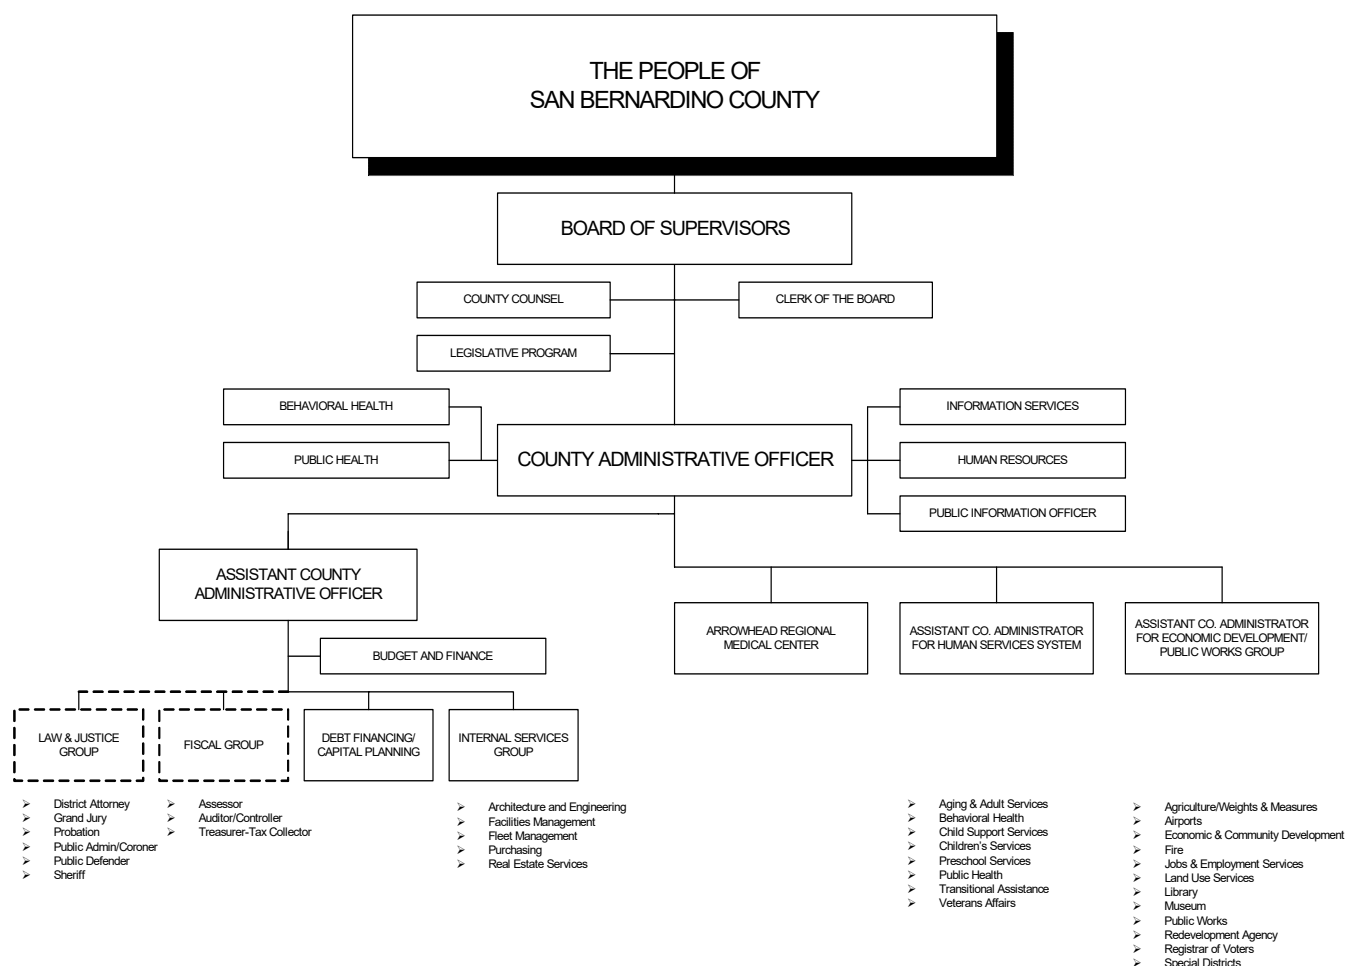 THE PEOPLE OF
SAN BERNARDINO COUNTY
BOARD OF SUPERVISORS
COUNTY COUNSEL
CLERK OF THE BOARD
LEGISLATIVE PROGRAM
BEHAVIORAL HEALTH
INFORMATION SERVICES
PUBLIC HEALTH
COUNTY ADMINISTRATIVE OFFICER
HUMAN RESOURCES
PUBLIC INFORMATION OFFICER
ASSISTANT COUNTY
ADMINISTRATIVE OFFICER
ARROWHEAD REGIONAL
MEDICAL CENTER
ASSISTANT CO. ADMINISTRATOR
FOR HUMAN SERVICES SYSTEM
ASSISTANT CO. ADMINISTRATOR
FOR ECONOMIC DEVELOPMENT/
PUBLIC WORKS GROUP
BUDGET AND FINANCE
LAW & JUSTICE
GROUP
FISCAL GROUP
DEBT FINANCING/
CAPITAL PLANNING
INTERNAL SERVICES
GROUP
➢ District Attorney
➢ Grand Jury
➢ Probation
➢ Public Admin/Coroner
➢ Public Defender
➢ Sheriff
➢ Assessor
➢ Auditor/Controller
➢ Treasurer-Tax Collector
➢ Architecture and Engineering
➢ Facilities Management
➢ Fleet Management
➢ Purchasing
➢ Real Estate Services
➢ Aging & Adult Services
➢ Behavioral Health
➢ Child Support Services
➢ Children's Services
➢ Preschool Services
➢ Public Health
➢ Transitional Assistance
➢ Veterans Affairs
➢ Agriculture/Weights & Measures
➢ Airports
➢ Economic & Community Development
➢ Fire
➢ Jobs & Employment Services
➢ Land Use Services
➢ Library
➢ Museum
➢ Public Works
➢ Redevelopment Agency
➢ Registrar of Voters
➢ Special Districts